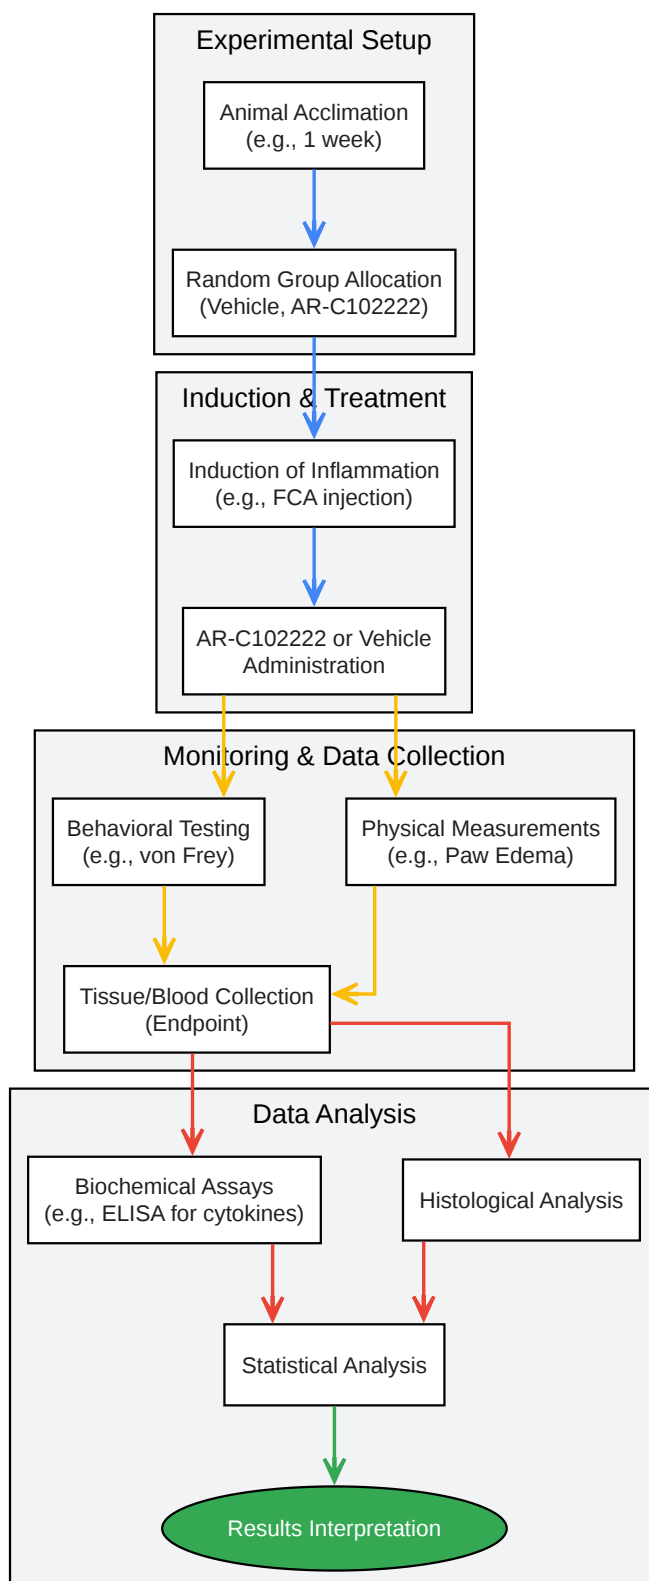 Experimental Setup
Animal Acclimation
(e.g., 1 week)
Random Group Allocation
(Vehicle, AR-C102222)
Induction & Treatment
Induction of Inflammation
(e.g., FCA injection)
AR-C102222 or Vehicle
Administration
Monitoring & Data Collection
Behavioral Testing
(e.g., von Frey)
Physical Measurements
(e.g., Paw Edema)
Tissue/Blood Collection
(Endpoint)
Data Analysis
Biochemical Assays
(e.g., ELISA for cytokines)
Histological Analysis
Statistical Analysis
Results Interpretation